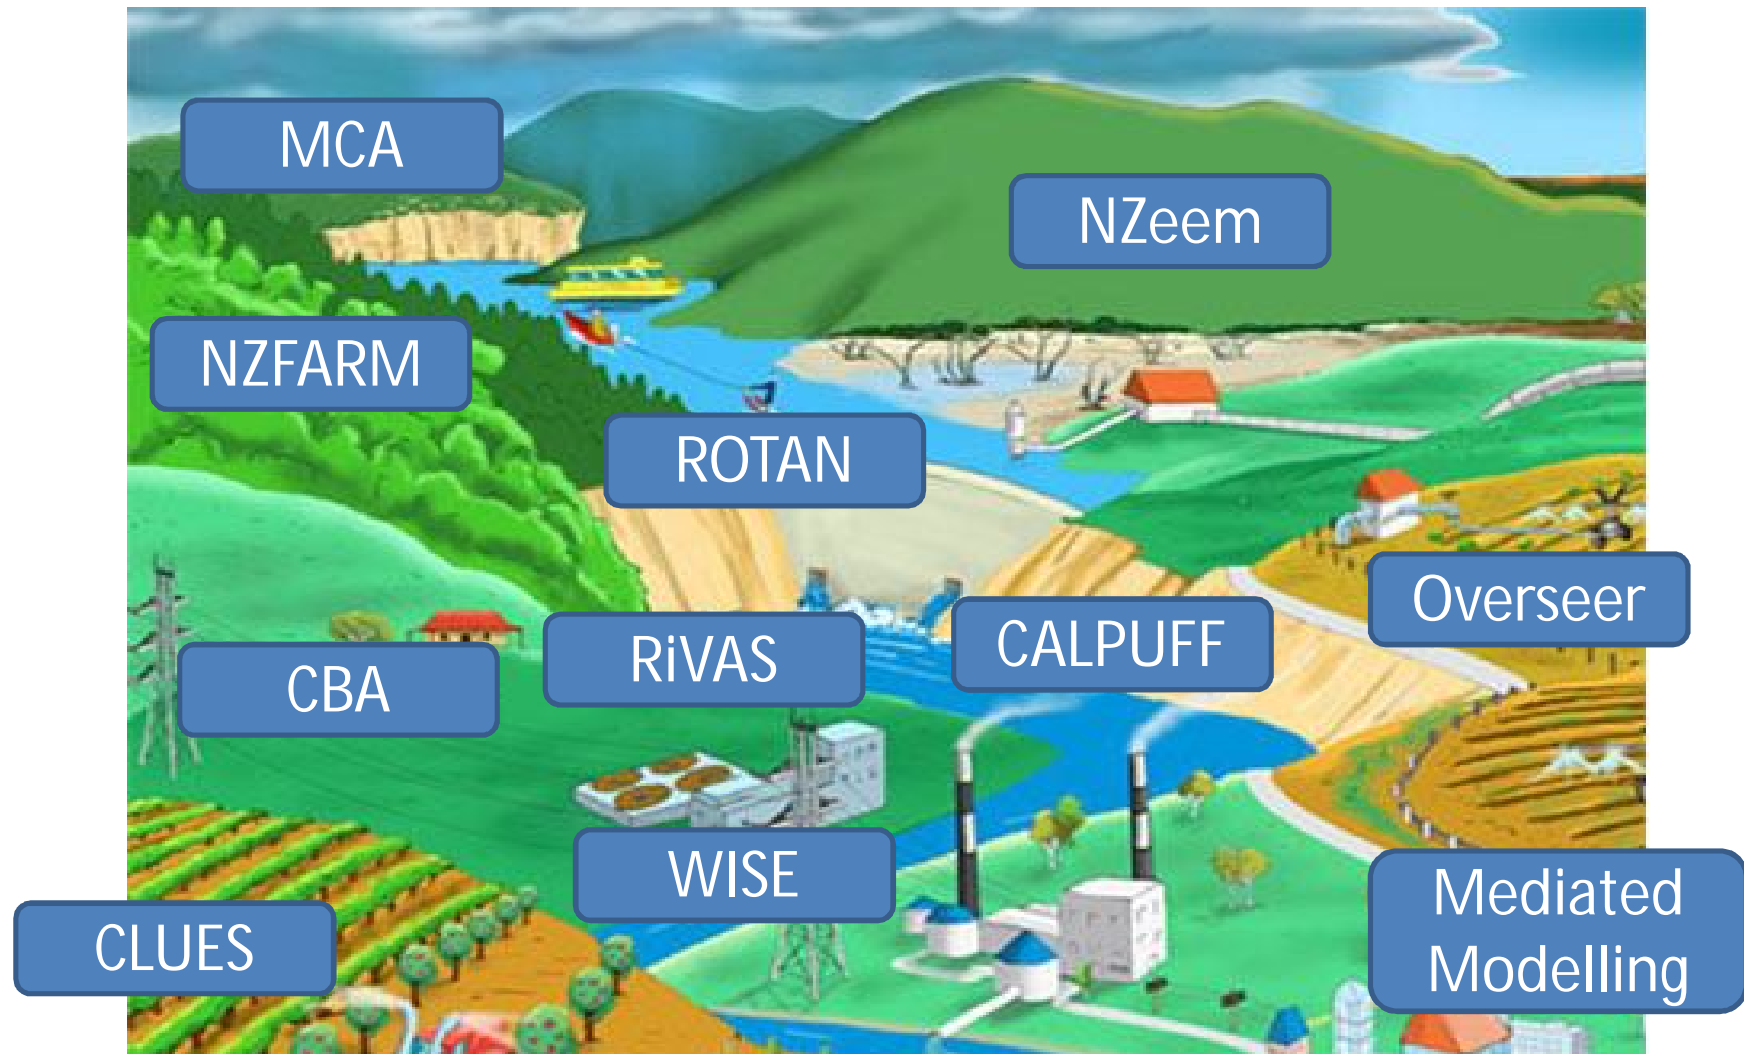 MCA
NZeem
NZFARM
ROTAN
Overseer
RiVAS
CALPUFF
CBA
WISE
CLUES
Mediated
Modelling